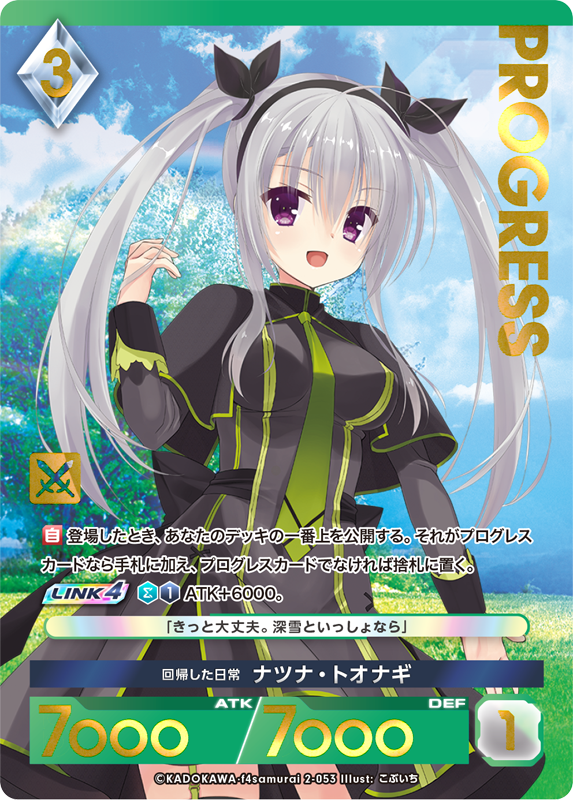 3
PROGRESS
自 登場したとき、あなたのデッキの一番上を公開する。それがプログレス
カードなら手札に加え、プログレスカードでなければ捨札に置く。
LINK4 Σ 1 ATK+6000。
「きっと大丈夫。深雪といっしょなら」
回帰した日常 ナツナ・トオナギ
ATK DEF
7000 7000 1
©KADOKAWA-f4samurai 2-053 Illust: こぶいち